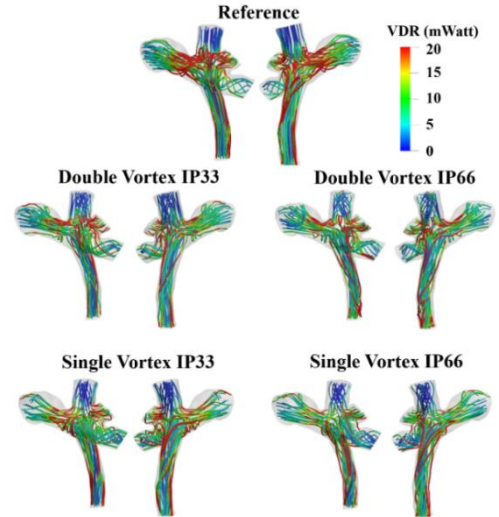 Reference
VDR (mWatt)
20
15
10
5
0
Double Vortex IP33
Double Vortex IP66
Single Vortex IP33
Single Vortex IP66